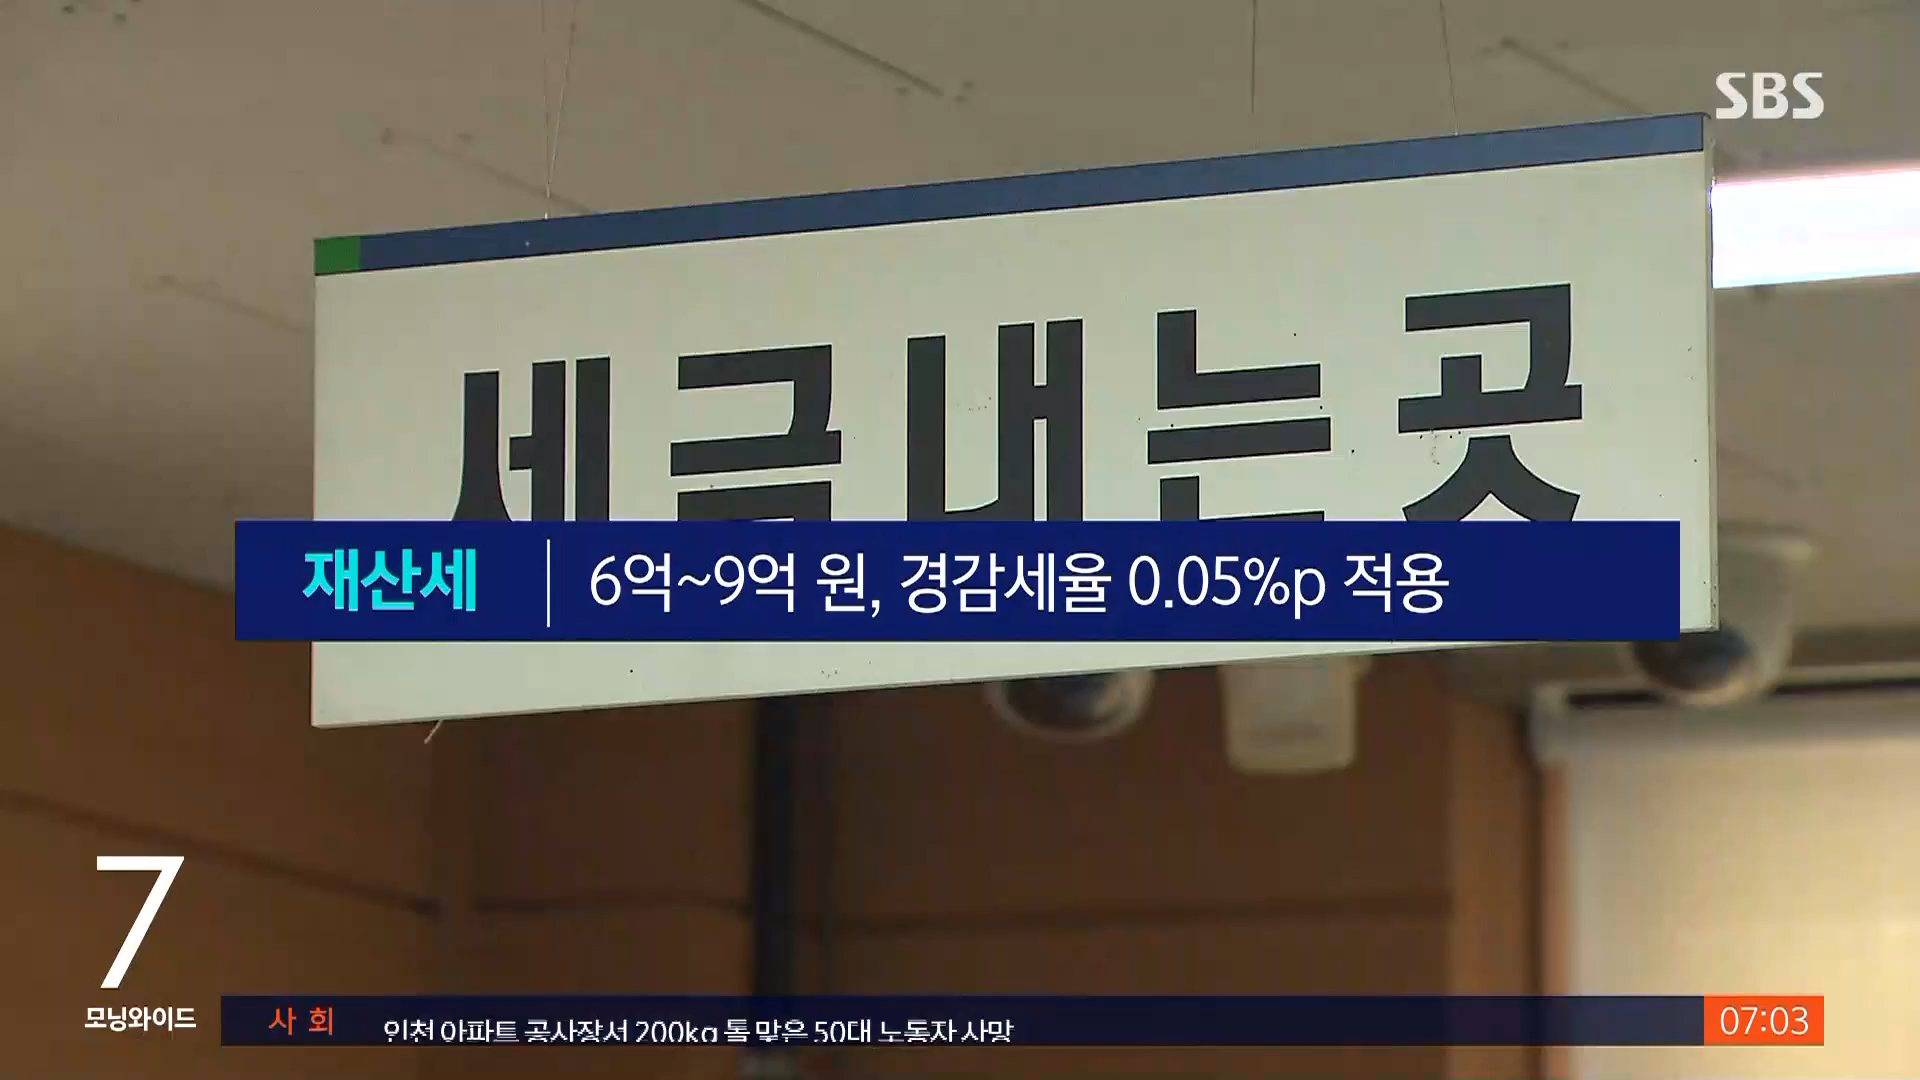 SBS
세금내는곳
재산세 6억~9억 원, 경감세율 0.05%p 적용
7
모닝와이드
사회 인천 아파트 공사장서 200kg 돌 맞은 50대 노동자 사망 07:03